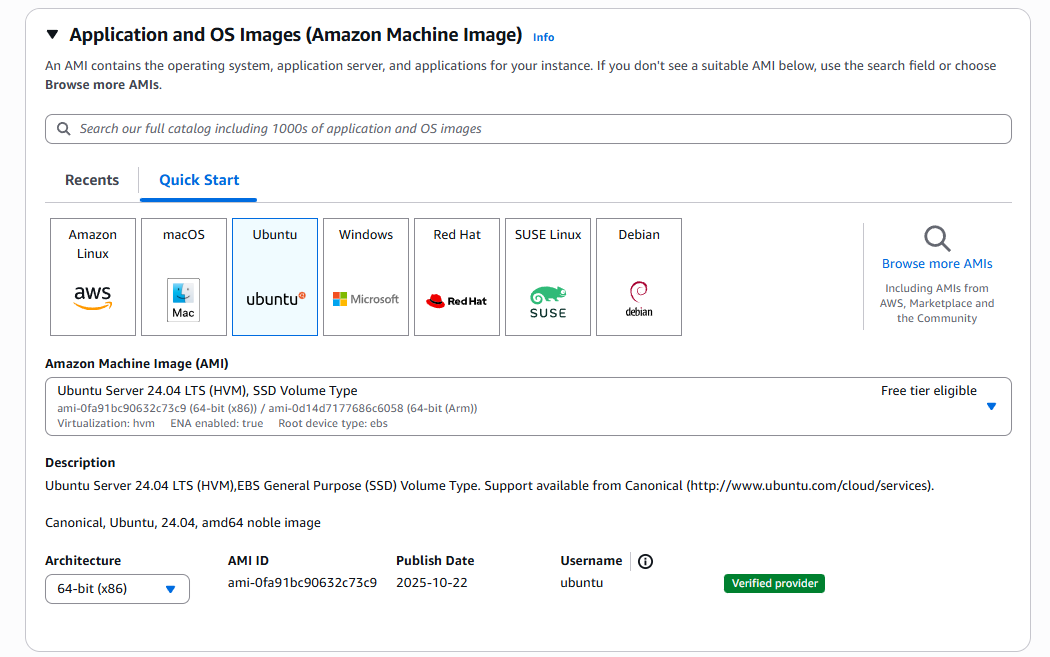 Application and OS Images (Amazon Machine Image) Info
An AMI contains the operating system, application server, and applications for your instance. If you don't see a suitable AMI below, use the search field or choose
Browse more AMIs.
Search our full catalog including 1000s of application and OS images
Recents
Quick Start
Amazon
Linux
aws
macOS
Mac
Ubuntu
ubuntu
Windows
Microsoft
Red Hat
Red Hat
SUSE Linux
SUSE
Debian
debian
Browse more AMIs
Including AMIs from
AWS, Marketplace and
the Community
Amazon Machine Image (AMI)
Ubuntu Server 24.04 LTS (HVM), SSD Volume Type
Free tier eligible
ami-0fa91bc90632c73c9 (64-bit (x86)) / ami-0d14d7177686c6058 (64-bit (Arm))
Virtualization: hvm ENA enabled: true Root device type: ebs
Description
Ubuntu Server 24.04 LTS (HVM),EBS General Purpose (SSD) Volume Type. Support available from Canonical (http://www.ubuntu.com/cloud/services).
Canonical, Ubuntu, 24.04, amd64 noble image
Architecture
64-bit (x86)
AMI ID
ami-0fa91bc90632c73c9
Publish Date
2025-10-22
Username
ubuntu
Verified provider